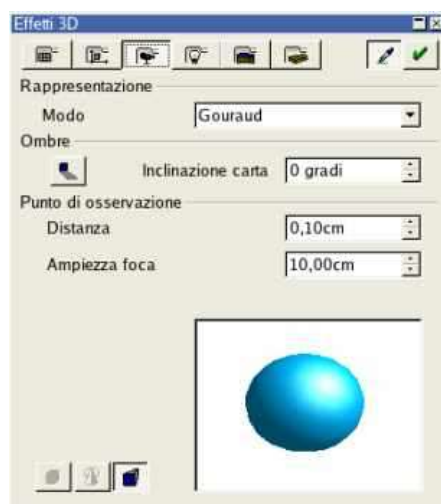 Effetti 3D
Rappresentazione
Modo Gouraud
Ombre
Inclinazione carta 0 gradi
Punto di osservazione
Distanza 0,10cm
Ampiezza foca 10,00cm